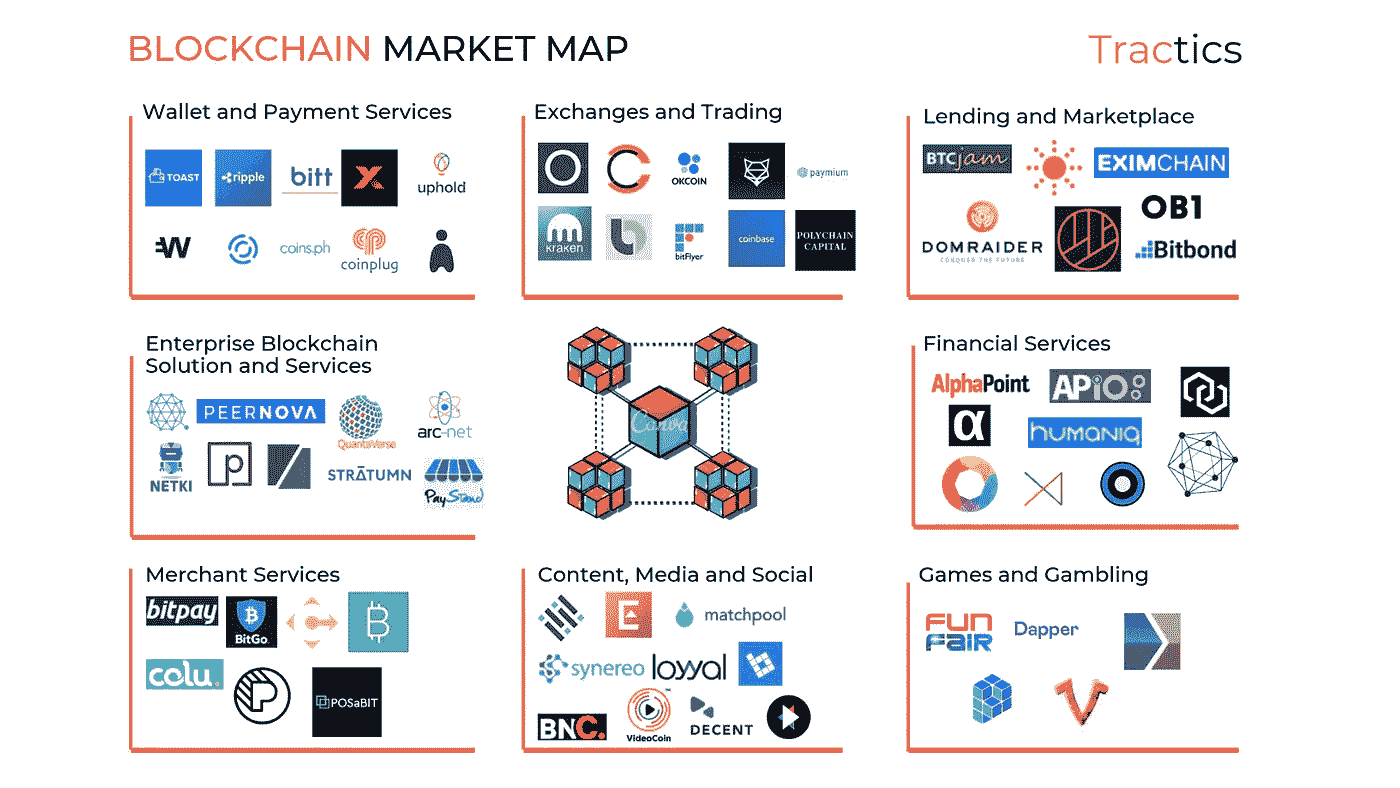 BLOCKCHAIN MARKET MAP
Tractics
Wallet and Payment Services
TOAST
ripple
bitt
uphold
W
coins.ph
coinplug
Exchanges and Trading
OKCOIN
paymium
kraken
bitFlyer
coinbase
POLYCHAIN
CAPITAL
Lending and Marketplace
BTCjam
EXIMCHAIN
OB1
DOMRAIDER
CONQUER THE FUTURE
Bitbond
Enterprise Blockchain
Solution and Services
PEERNOVA
QuantaVerse
arc-net
NETKI
p
STRATUMN
PayStand
Canva
Financial Services
AlphaPoint
APiO
α
humaniq
Merchant Services
bitpay
BitGo
colu.
P
POSaBIT
Content, Media and Social
E
matchpool
synereo
loyyal
BNC.
VideoCoin
TM
DECENT
Games and Gambling
FUN
FAIR
Dapper
V